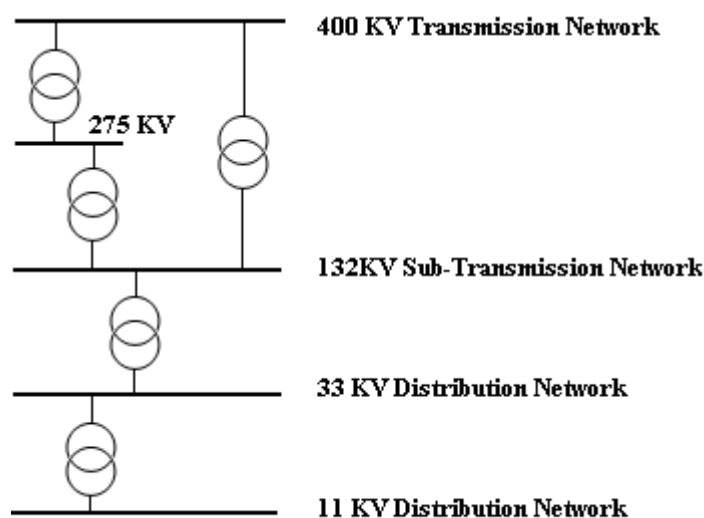 400 KV Transmission Network
275 KV
132KV Sub-Transmission Network
33 KV Distribution Network
11 KV Distribution Network